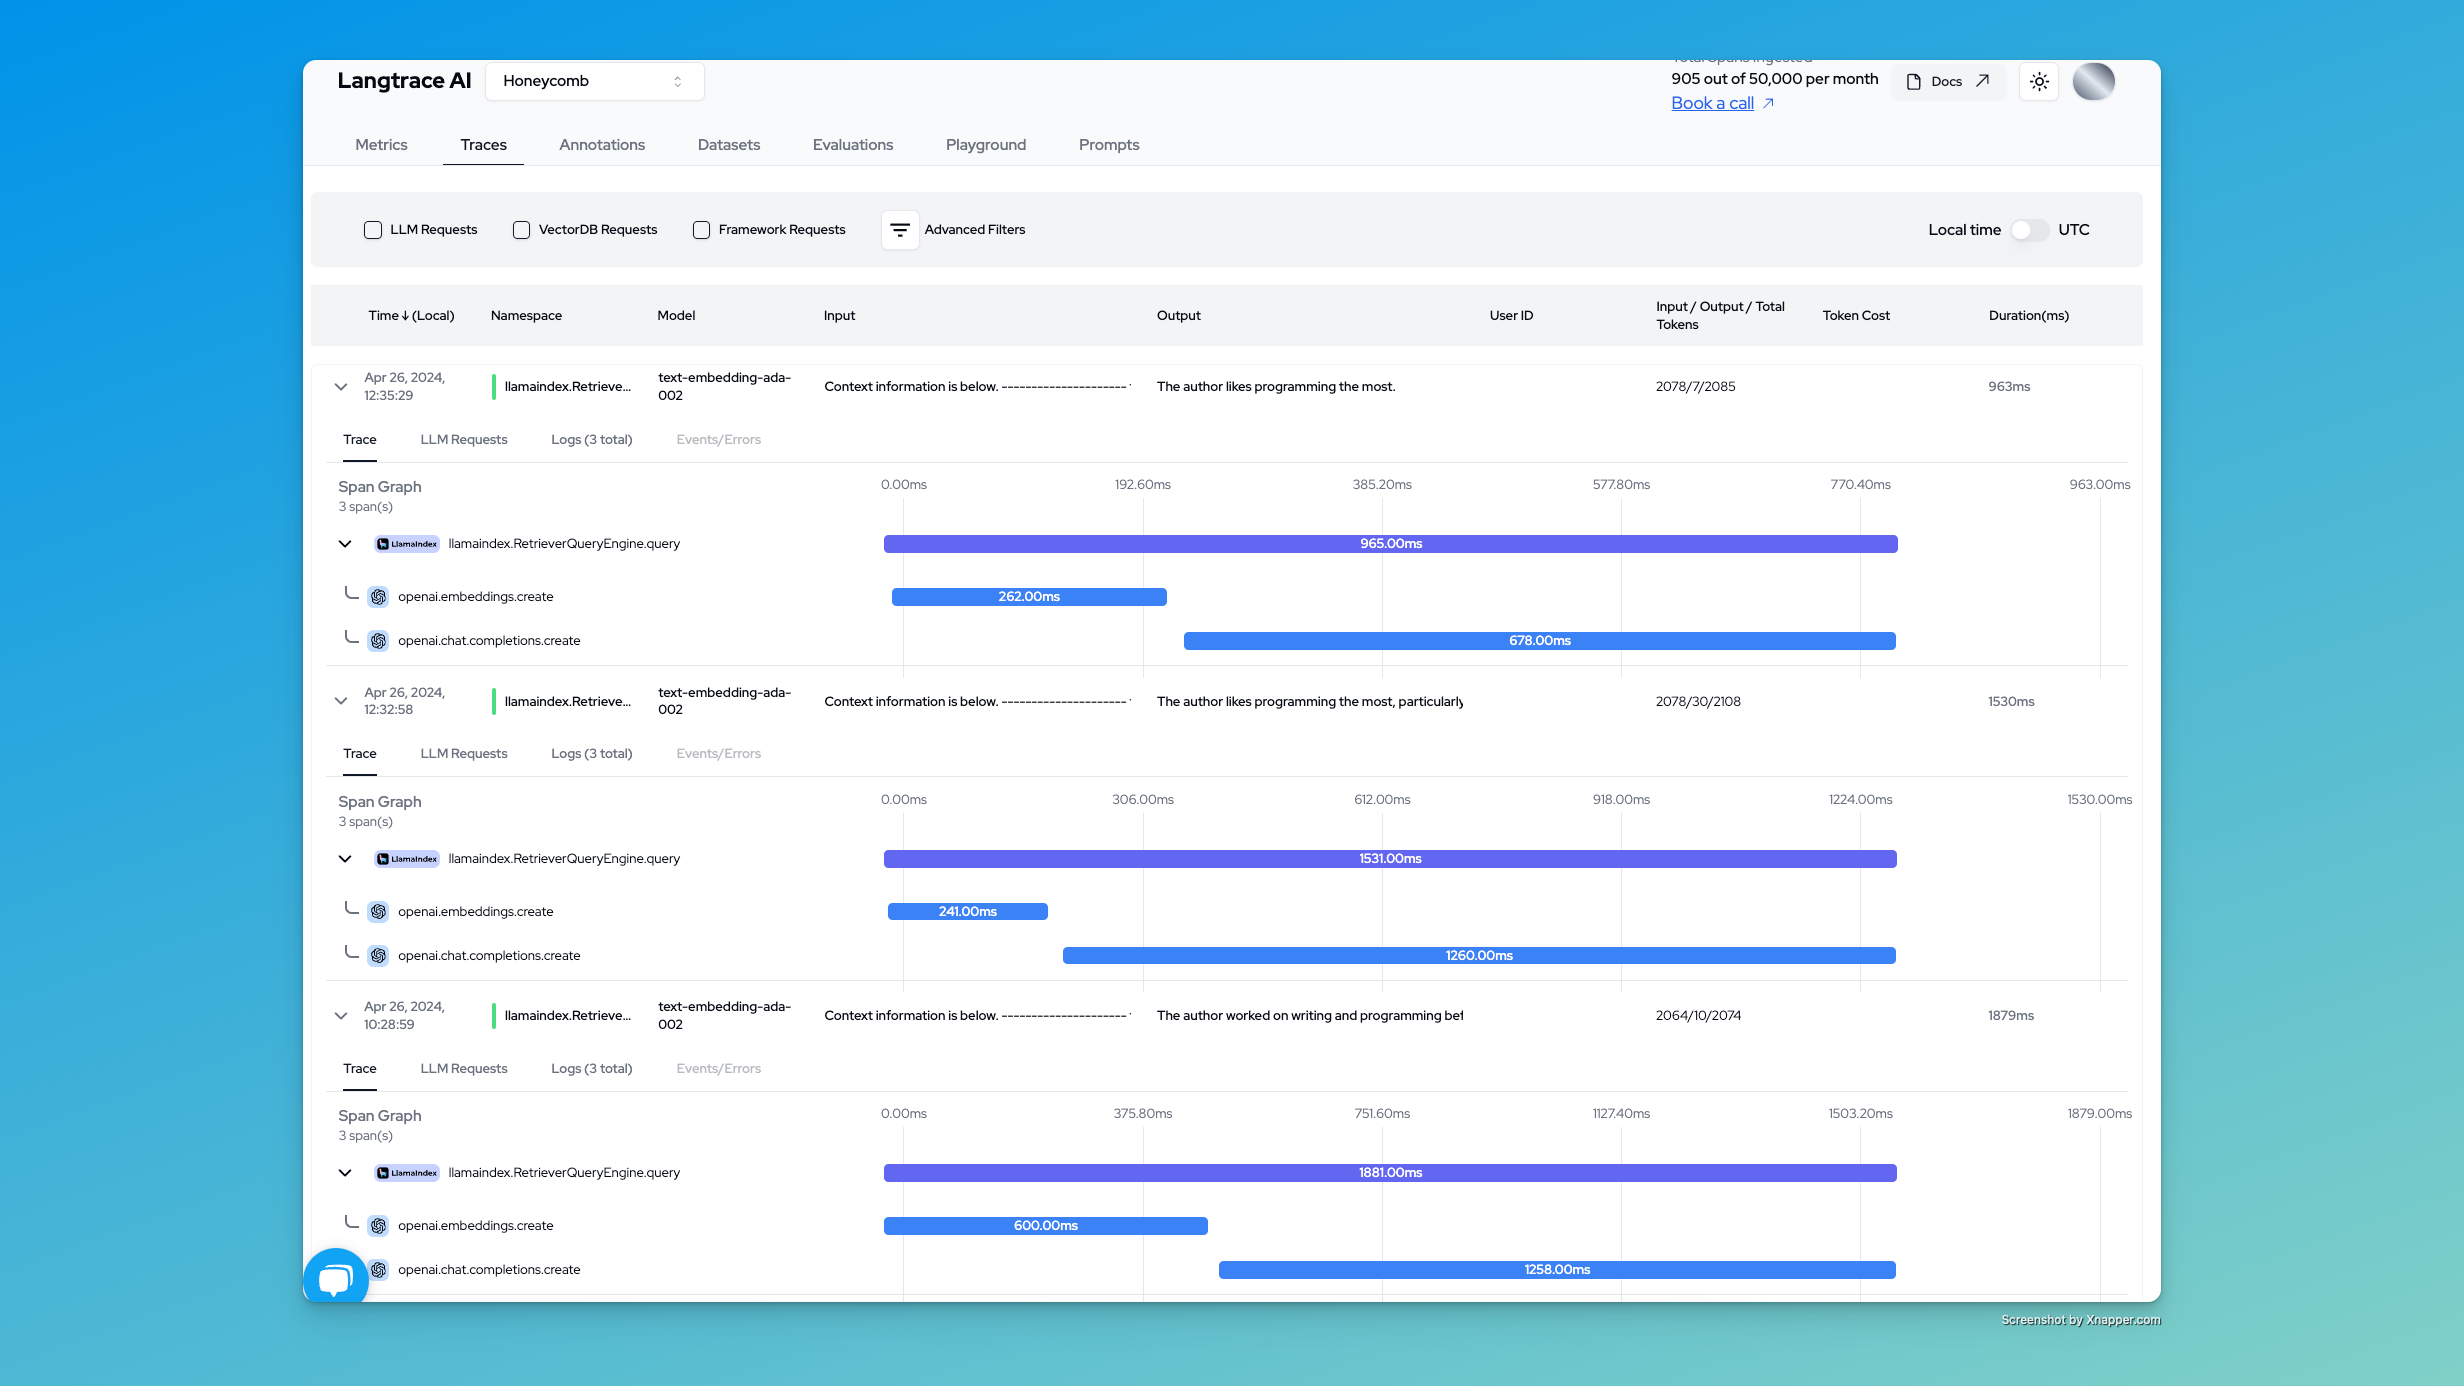 Total Spans Ingested
Langtrace AI
Honeycomb
905 out of 50,000 per month
Docs
Book a call
Metrics
Traces
Annotations
Datasets
Evaluations
Playground
Prompts
LLM Requests
VectorDB Requests
Framework Requests
Advanced Filters
Local time
UTC
Time ↓ (Local)
Namespace
Model
Input
Output
User ID
Input / Output / Total
Tokens
Token Cost
Duration(ms)
Apr 26, 2024,
12:35:29
llamaindex.Retrieve...
text-embedding-ada-
002
Context information is below. ---------------------
The author likes programming the most.
2078/7/2085
963ms
Trace
LLM Requests
Logs (3 total)
Events/Errors
Span Graph
3 span(s)
0.00ms
192.60ms
385.20ms
577.80ms
770.40ms
963.00ms
LlamaIndex
llamaindex.RetrieverQueryEngine.query
965.00ms
openai.embeddings.create
262.00ms
openai.chat.completions.create
678.00ms
Apr 26, 2024,
12:32:58
llamaindex.Retrieve...
text-embedding-ada-
002
Context information is below. ---------------------
The author likes programming the most, particularly
2078/30/2108
1530ms
Trace
LLM Requests
Logs (3 total)
Events/Errors
Span Graph
3 span(s)
0.00ms
306.00ms
612.00ms
918.00ms
1224.00ms
1530.00ms
LlamaIndex
llamaindex.RetrieverQueryEngine.query
1531.00ms
openai.embeddings.create
241.00ms
openai.chat.completions.create
1260.00ms
Apr 26, 2024,
10:28:59
llamaindex.Retrieve...
text-embedding-ada-
002
Context information is below. ---------------------
The author worked on writing and programming bef
2064/10/2074
1879ms
Trace
LLM Requests
Logs (3 total)
Events/Errors
Span Graph
3 span(s)
0.00ms
375.80ms
751.60ms
1127.40ms
1503.20ms
1879.00ms
LlamaIndex
llamaindex.RetrieverQueryEngine.query
1881.00ms
openai.embeddings.create
600.00ms
openai.chat.completions.create
1258.00ms
Screenshot by Xnapper.com